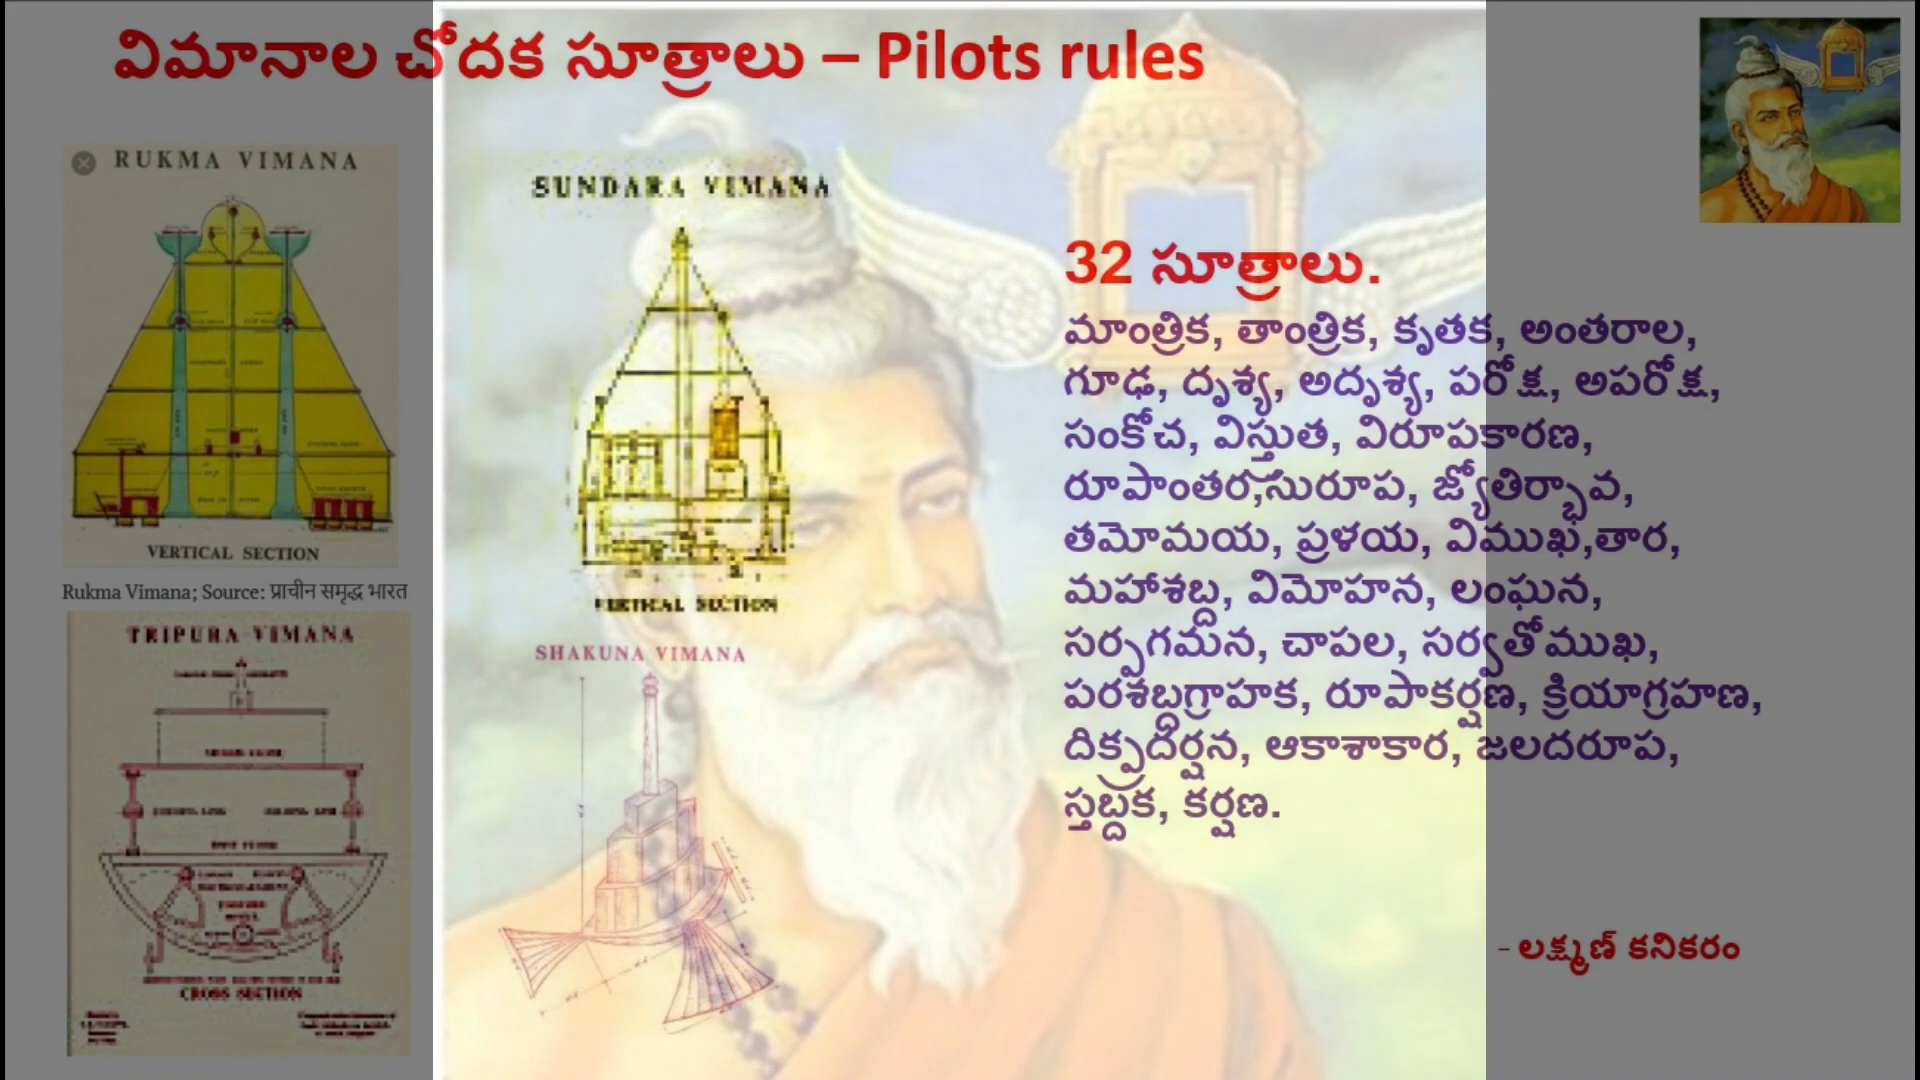 విమానాల చోదక సూత్రాలు – Pilots rules
RUKMA VIMANA
VERTICAL SECTION
Rukma Vimana; Source: प्राचीन समृद्ध भारत
TRIPURA VIMANA
CROSS SECTION
SUNDARA VIMANA
VERTICAL SECTION
SHAKUNA VIMANA
32 సూత్రాలు.
మాంత్రిక, తాంత్రిక, కృతక, అంతరాల,
గూఢ, దృశ్య, అదృశ్య, పరోక్ష, అపరోక్ష,
సంకోచ, విస్తుత, విరూపకారణ,
రూపాంతర,సురూప, జ్యోతిర్భావ,
తమోమయ, ప్రళయ, విముఖ,తార,
మహాశబ్ద, విమోహన, లంఘన,
సర్పగమన, చాపల, సర్వతోముఖ,
పరశబ్దగ్రాహక, రూపాకర్షణ, క్రియాగ్రహణ,
దిక్ప్రదర్షన, ఆకాశాకార, జలదరూప,
స్తబ్దక, కర్షణ.
- లక్ష్మణ్ కనికరం